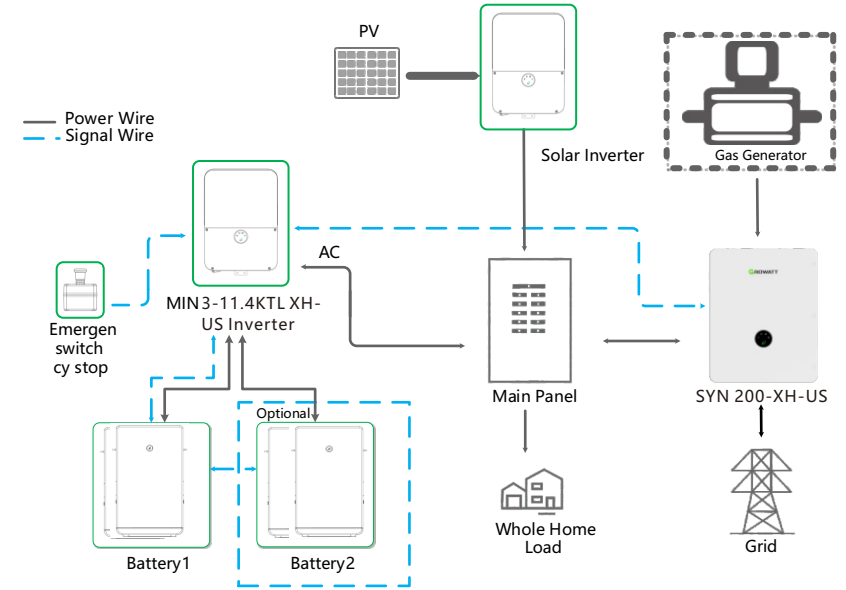 PV
Power Wire
Signal Wire
Solar Inverter
Gas Generator
AC
GROWATT
MIN3-11.4KTL XH-
US Inverter
Emergen
switch
cy stop
Main Panel
SYN 200-XH-US
Optional
Whole Home
Load
Grid
Battery1
Battery2